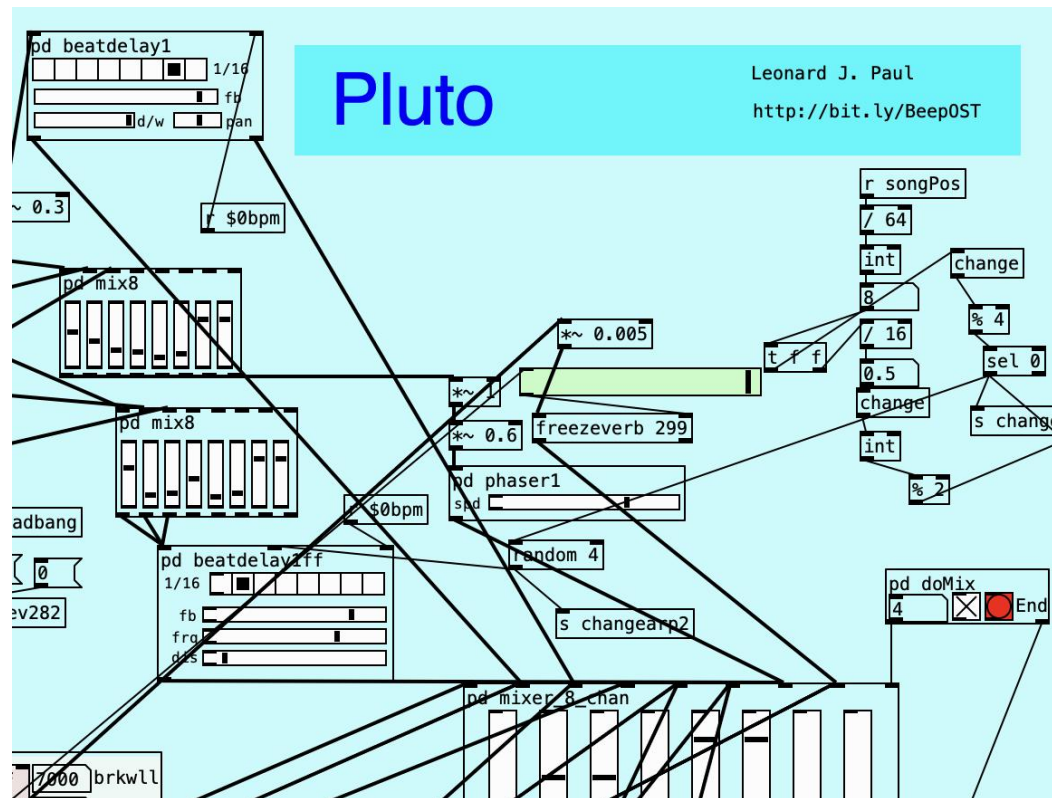 pd beatdelay1
1/16
fb
d/w
pan
Pluto
Leonard J. Paul
http://bit.ly/BeepOST
r songPos
~ 0.3
r $0bpm
/ 64
int
change
pd mix8
8
% 4
*~ 0.005
/ 16
t f f
sel 0
0.5
*~ 1
change
s change
pd mix8
*~ 0.6
freezeverb 299
int
pd phaser1
% 2
spd
$0bpm
adbang
random 4
pd beatdelay1ff
1/16
0
pd doMix
4
End
ev282
fb
s changearp2
frq
dis
pd mixer_8_chan
7000
brkwll